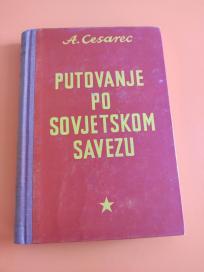 A. Cesarec
PUTOVANJE
PO
SOVJETSKOM
SAVEZU